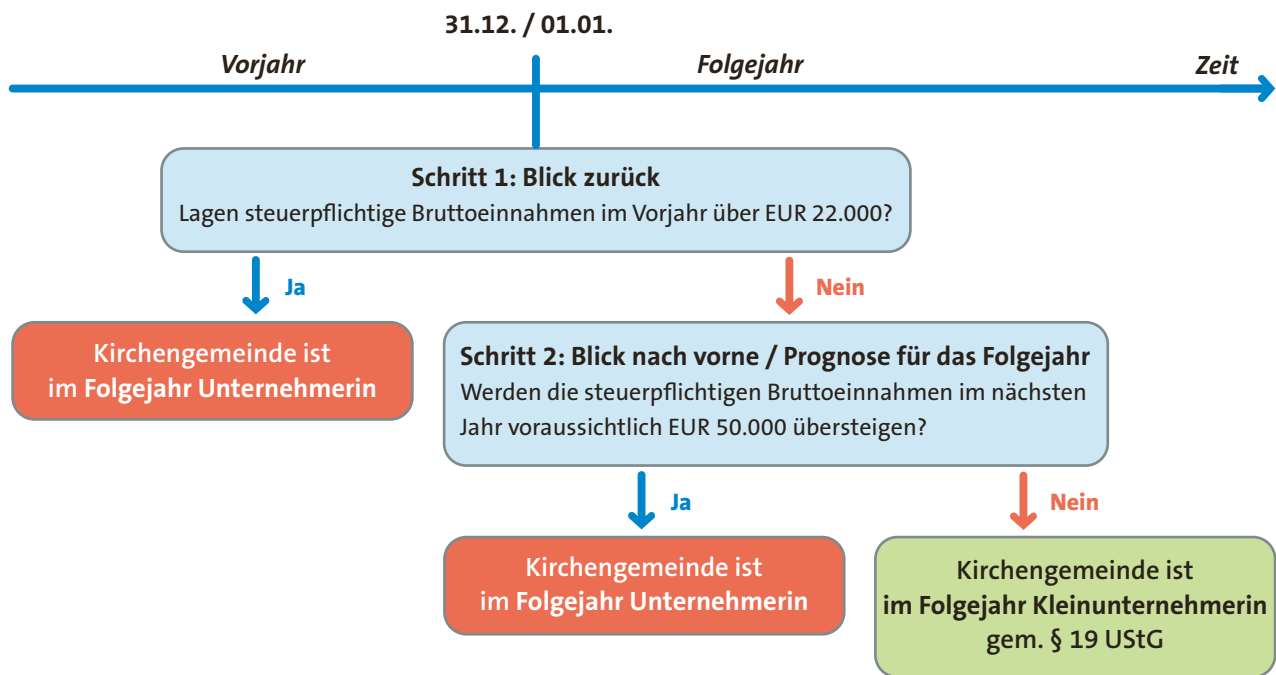 31.12. / 01.01.
Vorjahr
Folgejahr
Zeit
Schritt 1: Blick zurück
Lagen steuerpflichtige Bruttoeinnahmen im Vorjahr über EUR 22.000?
Ja
Nein
Kirchengemeinde ist
im Folgejahr Unternehmerin
Schritt 2: Blick nach vorne / Prognose für das Folgejahr
Werden die steuerpflichtigen Bruttoeinnahmen im nächsten
Jahr voraussichtlich EUR 50.000 übersteigen?
Ja
Nein
Kirchengemeinde ist
im Folgejahr Unternehmerin
Kirchengemeinde ist
im Folgejahr Kleinunternehmerin
gem. § 19 UStG